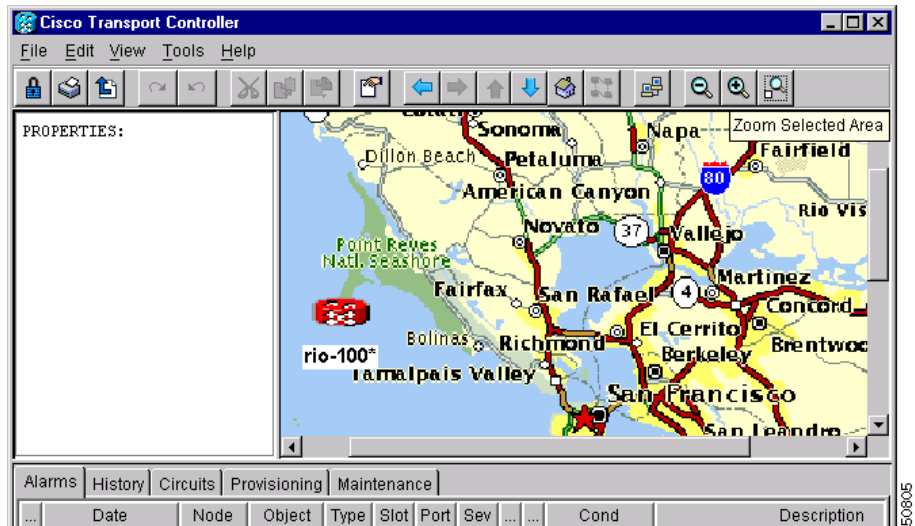 Cisco Transport Controller
File Edit View Tools Help
Zoom Selected Area
PROPERTIES:
Sonoma
Napa
Fairfield
Dillon Beach
Petaluma
80
American Canyon
Rio Vis
Novato
37
Vallejo
Point Reyes
Natl. Seashore
Martinez
Fairfax
San Rafael
4
Concord
rio-100*
Bolinas
Richmond
El Cerrito
Brentwoo
Berkeley
Tamalpais Valley
San Francisco
San Leandro
Alarms History Circuits Provisioning Maintenance
... Date Node Object Type Slot Port Sev ... ... Cond Description
60805